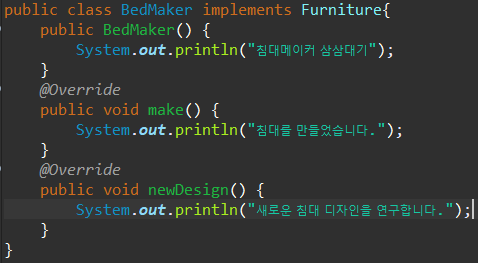 public class BedMaker implements Furniture{
public BedMaker() {
System.out.println("침대메이커 삼삼대기");
}
@Override
public void make() {
System.out.println("침대를 만들었습니다.");
}
@Override
public void newDesign() {
System.out.println("새로운 침대 디자인을 연구합니다.");
}
}